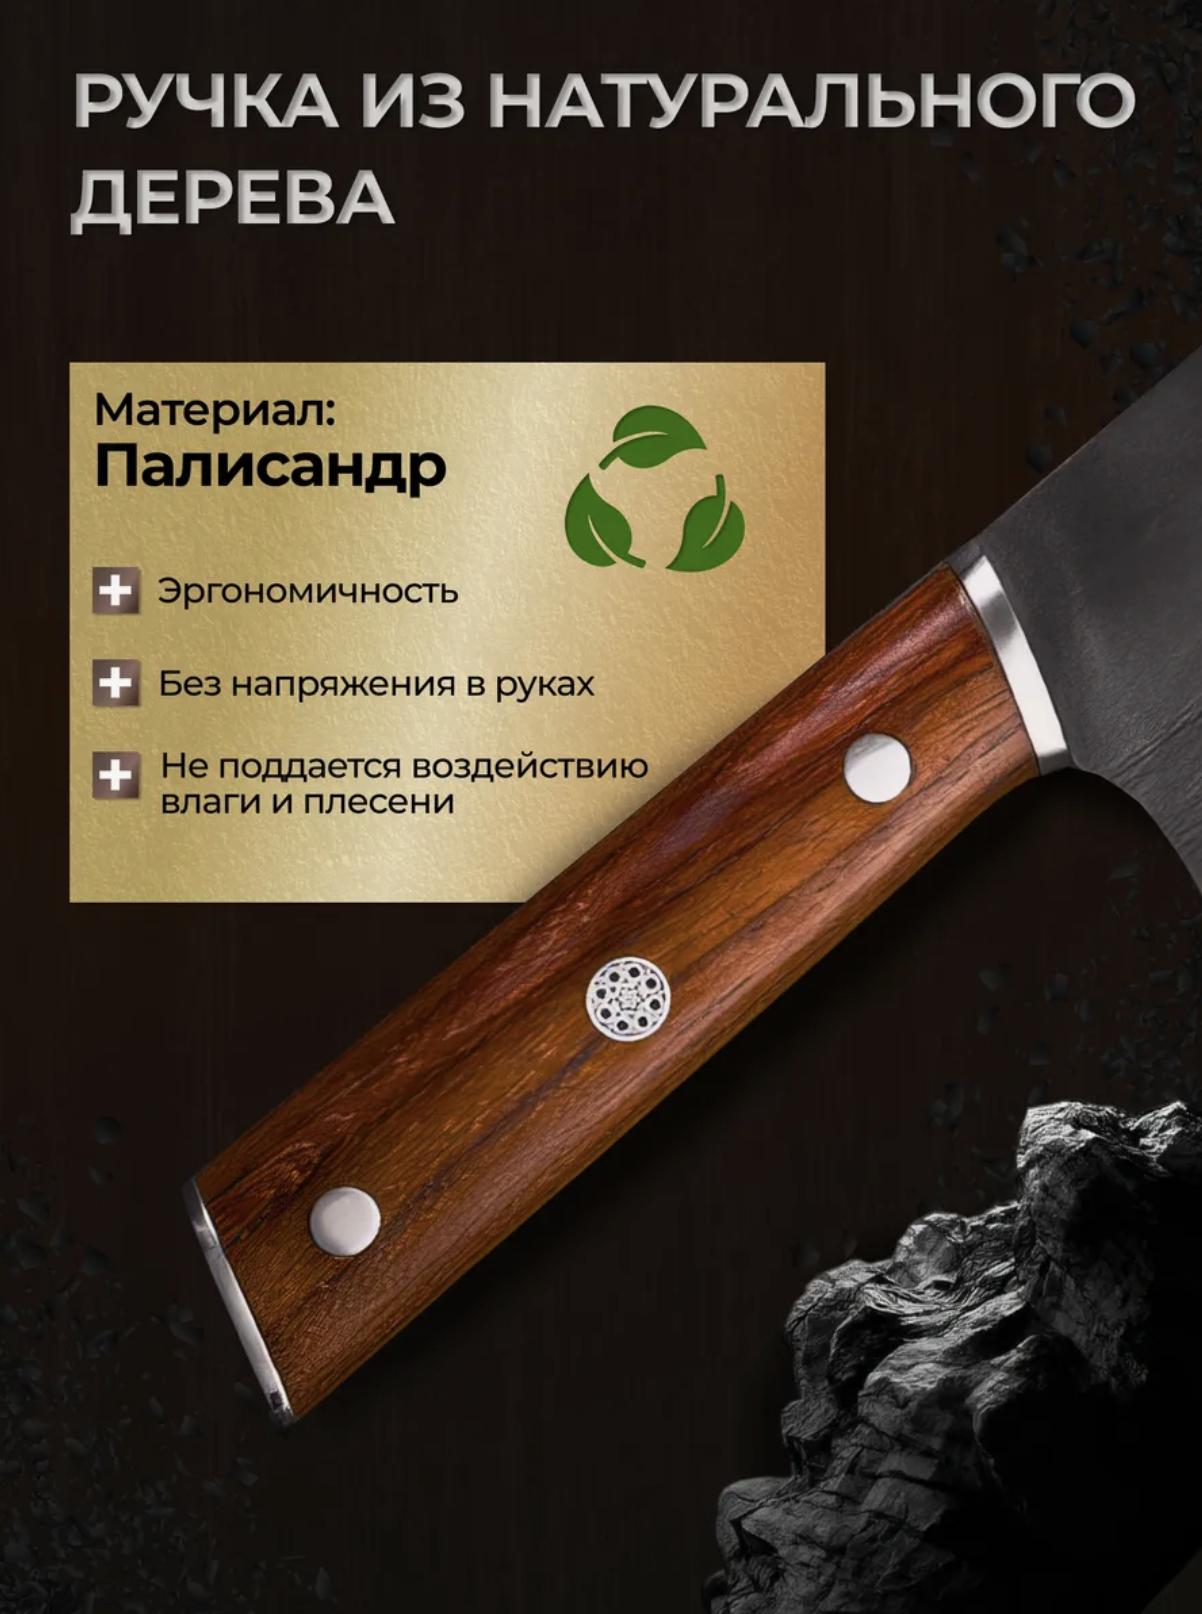 РУЧКА ИЗ НАТУРАЛЬНОГО
ДЕРЕВА
Материал:
Палисандр
Эргономичность
Без напряжения в руках
Не поддается воздействию
влаги и плесени